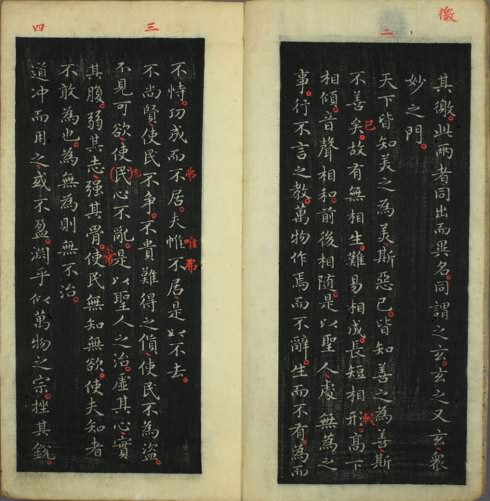 徼
二
其徼。此兩者同出而異名。同謂之玄。玄之又玄。衆
妙之門。
天下皆知美之為美。斯惡已。皆知善之為善。斯
不善矣。故有無相生。難易相成。長短相形。高下
相傾。音聲相和。前後相隨。是以聖人處無為之
事。行不言之教。萬物作焉而不辭。生而不有。為而
三
四
不恃。功成而不居。夫惟不居。是以不去。
不尚賢。使民不爭。不貴難得之貨。使民不為盜。
不見可欲。使民心不亂。是以聖人之治。虛其心。實
其腹。弱其志。強其骨。使民無知無欲。使夫知者
不敢為也。為無為則無不治。
道冲而用之或不盈。淵乎似萬物之宗。挫其銳。